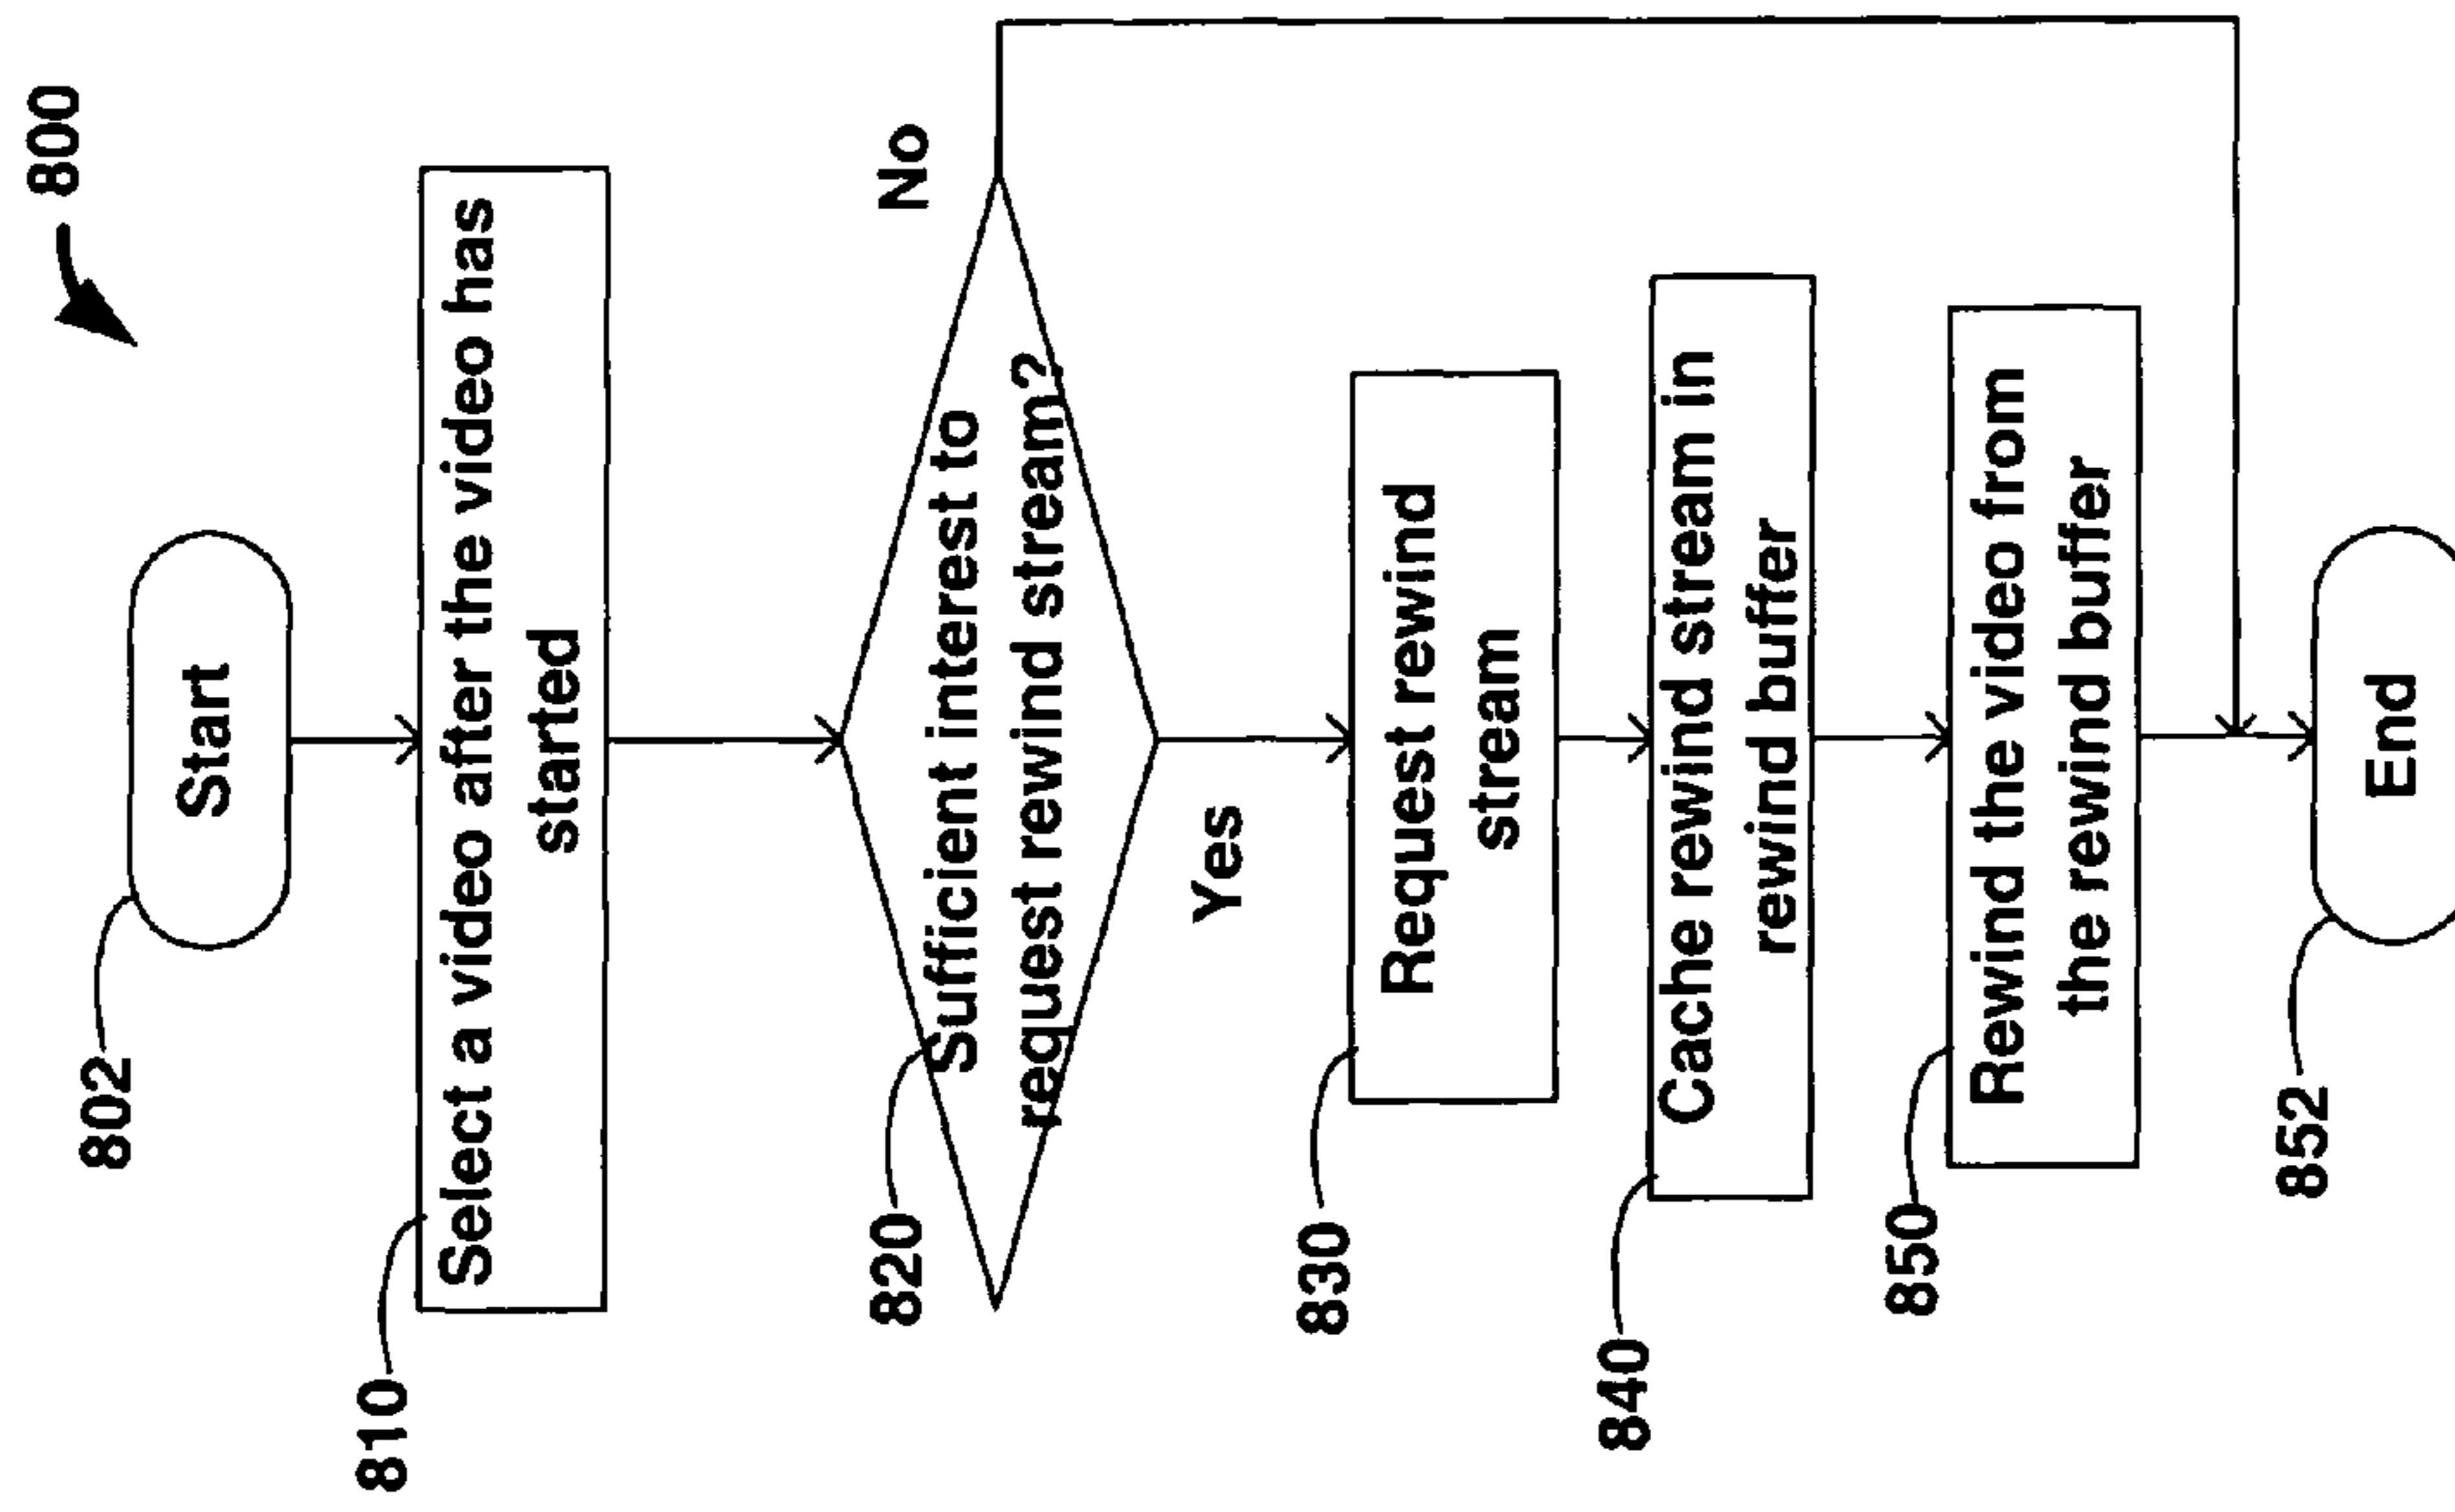 800
802
Start
810
Select a video after the video has
started
820
Sufficient interest to
request rewind stream?
No
Yes
830
Request rewind
stream
840
Cache rewind stream in
rewind buffer
850
Rewind the video from
the rewind buffer
852
End